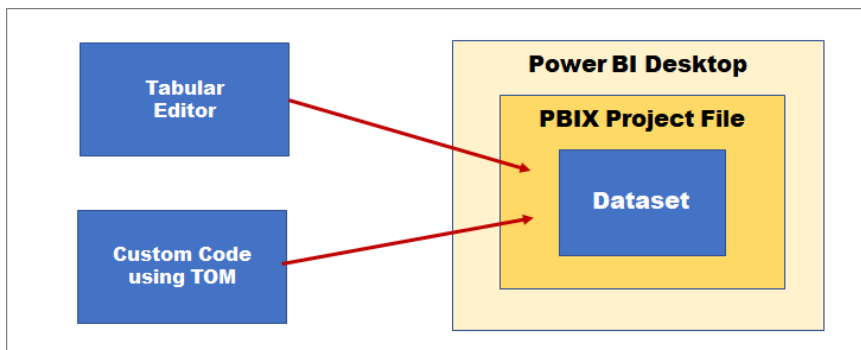 Tabular
Editor
Custom Code
using TOM
Power BI Desktop
PBIX Project File
Dataset